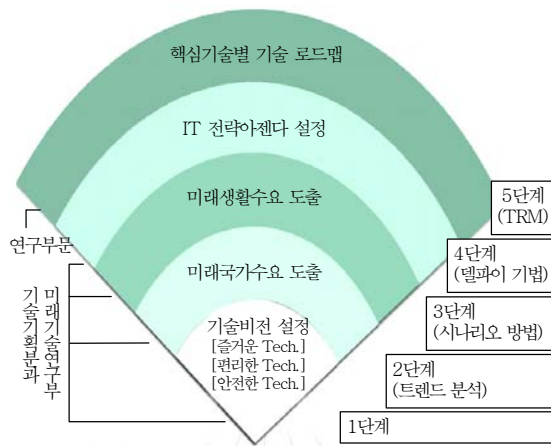 핵심기술별 기술 로드맵
IT 전략아젠다 설정
미래생활수요 도출
미래국가수요 도출
기술비전 설정
[즐거운 Tech.]
[편리한 Tech.]
[안전한 Tech.]
연구부문
미래기술연구부
기술기획분과
5단계
(TRM)
4단계
(델파이 기법)
3단계
(시나리오 방법)
2단계
(트렌드 분석)
1단계